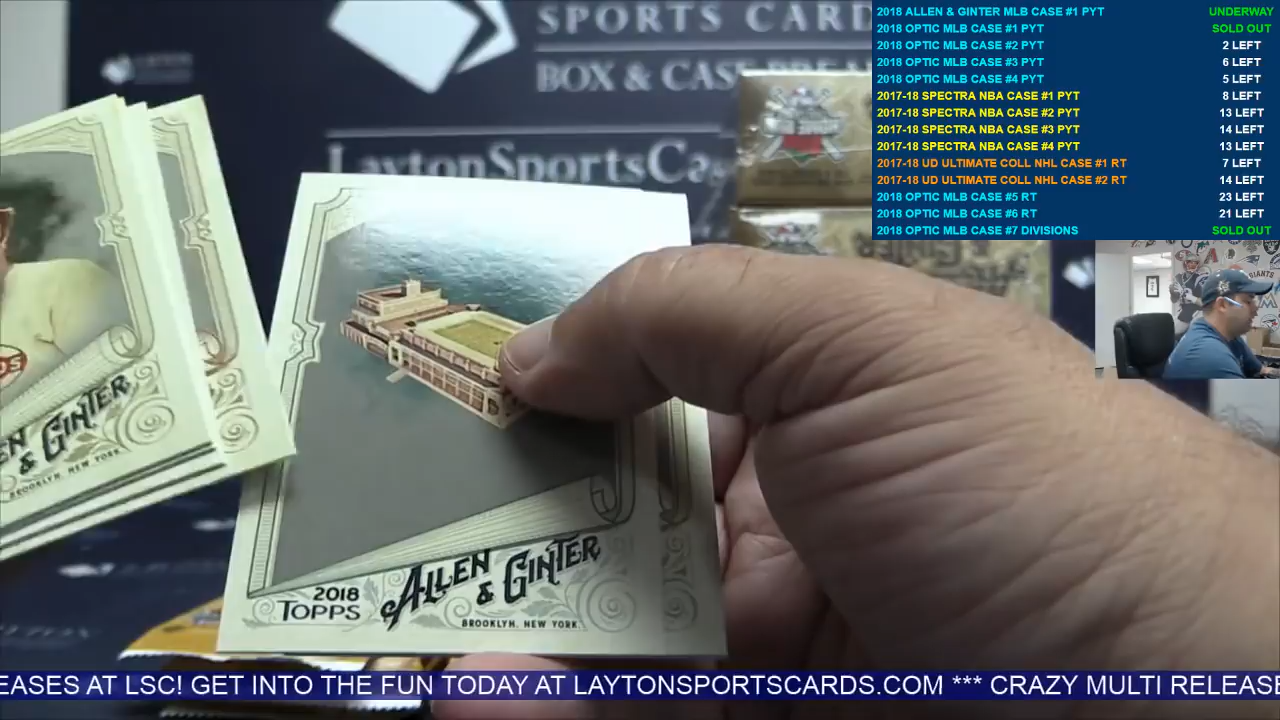 SPORTS CARD
BOX & CASE BREA
LaytonSportsCa
2018 ALLEN & GINTER MLB CASE #1 PYT UNDERWAY
2018 OPTIC MLB CASE #1 PYT SOLD OUT
2018 OPTIC MLB CASE #2 PYT 2 LEFT
2018 OPTIC MLB CASE #3 PYT 6 LEFT
2018 OPTIC MLB CASE #4 PYT 5 LEFT
2017-18 SPECTRA NBA CASE #1 PYT 8 LEFT
2017-18 SPECTRA NBA CASE #2 PYT 13 LEFT
2017-18 SPECTRA NBA CASE #3 PYT 14 LEFT
2017-18 SPECTRA NBA CASE #4 PYT 13 LEFT
2017-18 UD ULTIMATE COLL NHL CASE #1 RT 7 LEFT
2017-18 UD ULTIMATE COLL NHL CASE #2 RT 14 LEFT
2018 OPTIC MLB CASE #5 RT 23 LEFT
2018 OPTIC MLB CASE #6 RT 21 LEFT
2018 OPTIC MLB CASE #7 DIVISIONS SOLD OUT
GIANTS
DS
EN & GINTER
BROOKLYN, NEW YORK
2018 TOPPS
ALLEN & GINTER
BROOKLYN, NEW YORK
EASES AT LSC! GET INTO THE FUN TODAY AT LAYTONSPORTSCARDS.COM *** CRAZY MULTI RELEASE